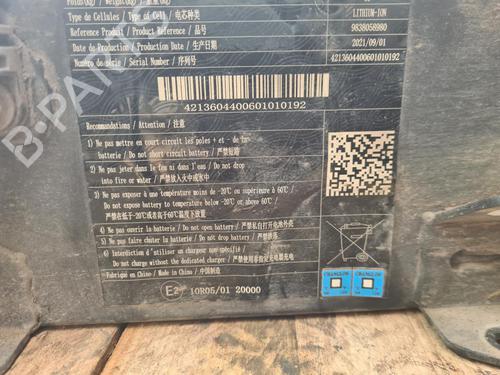 Type de Cellules / Type of Cell / 电芯种类 LITHIUM-ION
Reference Produit / Product Reference / 品号 9838058980
Date de Production / Production Date / 生产日期 2021/09/01
Numéro de série / Serial Number / 序列号 4213604400601010192
4213604400601010192
Recommandations / Attention / 注意
1) Ne pas mettre en court circuit les poles + et - de la
batterie / Do not short circuit battery / 严禁短路
2) Ne pas jeter dans le feu ni dans l'eau / Do not drop
into fire or water / 严禁放入火中或水中
3) Ne pas exposer à une température moins de -20℃ ou supérieure à 60℃ /
Do not expose battery to temperature below -20℃ or above 60℃ /
严禁在低于-20℃或者高于60℃温度下放置
4) Ne pas ouvrir la batterie / Do not open battery / 严禁私自打开电池外壳
5) Ne pas faire chuter la batterie / Do not drop battery / 严禁跌落
6) Interdiction d'utiliser un chargeur non spécifié /
Do not charge without the dedicated charger / 严禁使用非指定充电器充电
Fabriqué en Chine / Made in China / 中国制造
E2 10R05/01 20000
CHANGLONG CHANGLONG
B-PARTS